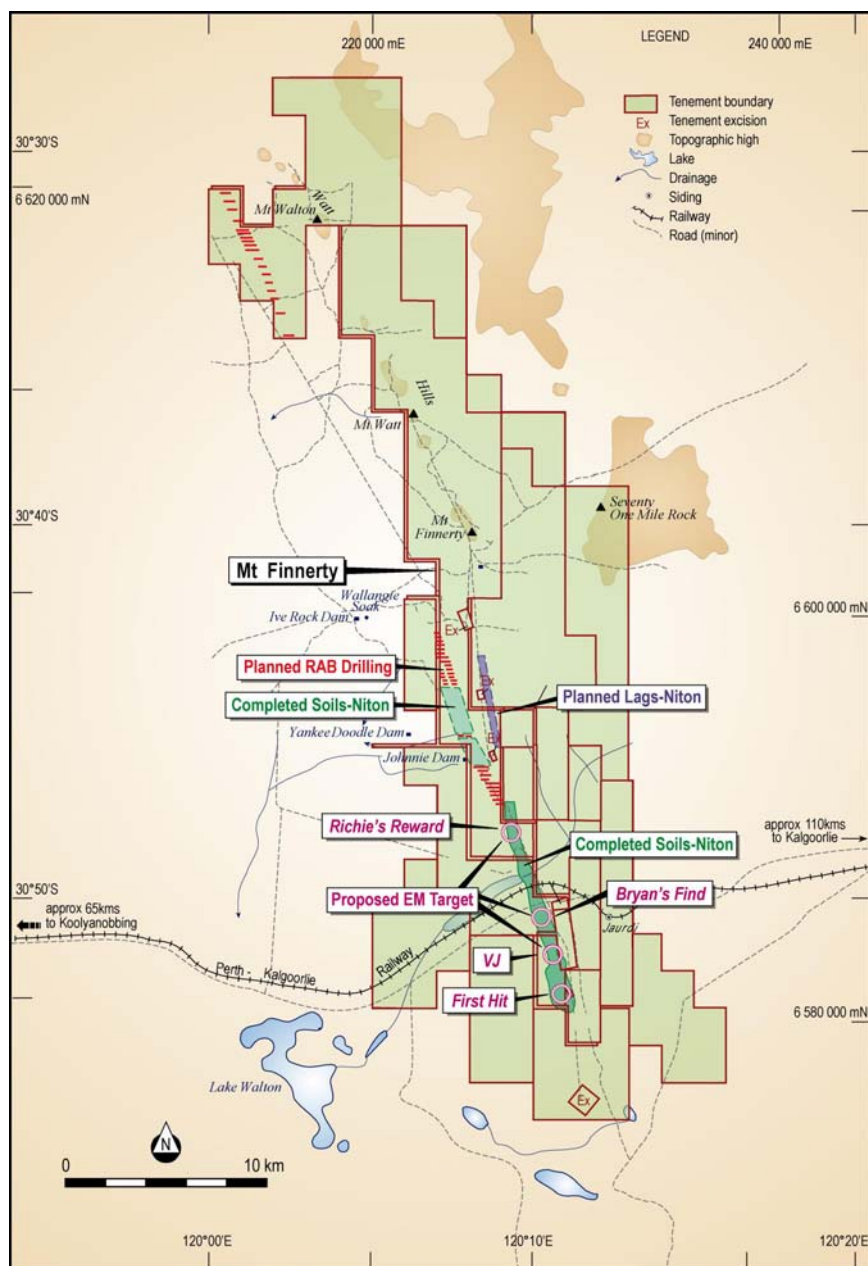 220 000 mE
240 000 mE
LEGEND
Tenement boundary
Ex
Tenement excision
Topographic high
Lake
Drainage
Siding
Railway
Road (minor)
30°30'S
6 620 000 mN
Mt Walton
Watt
Hills
Mt Watt
Seventy
One Mile Rock
30°40'S
Mt
Finnerty
Mt Finnerty
Wallangie
Soak
Ive Rock Dam
6 600 000 mN
Ex
Planned RAB Drilling
Ex
Completed Soils-Niton
Planned Lags-Niton
Yankee Doodle Dam
Ex
Johnnie Dam
Richie's Reward
Completed Soils-Niton
approx 110kms
to Kalgoorlie
Proposed EM Target
Bryan's Find
30°50'S
approx 65kms
to Koolyanobbing
Jaurdi
VJ
Perth - Kalgoorlie
Railway
First Hit
6 580 000 mN
Lake Walton
Ex
N
0
10 km
120°00'E
120°10'E
120°20'E